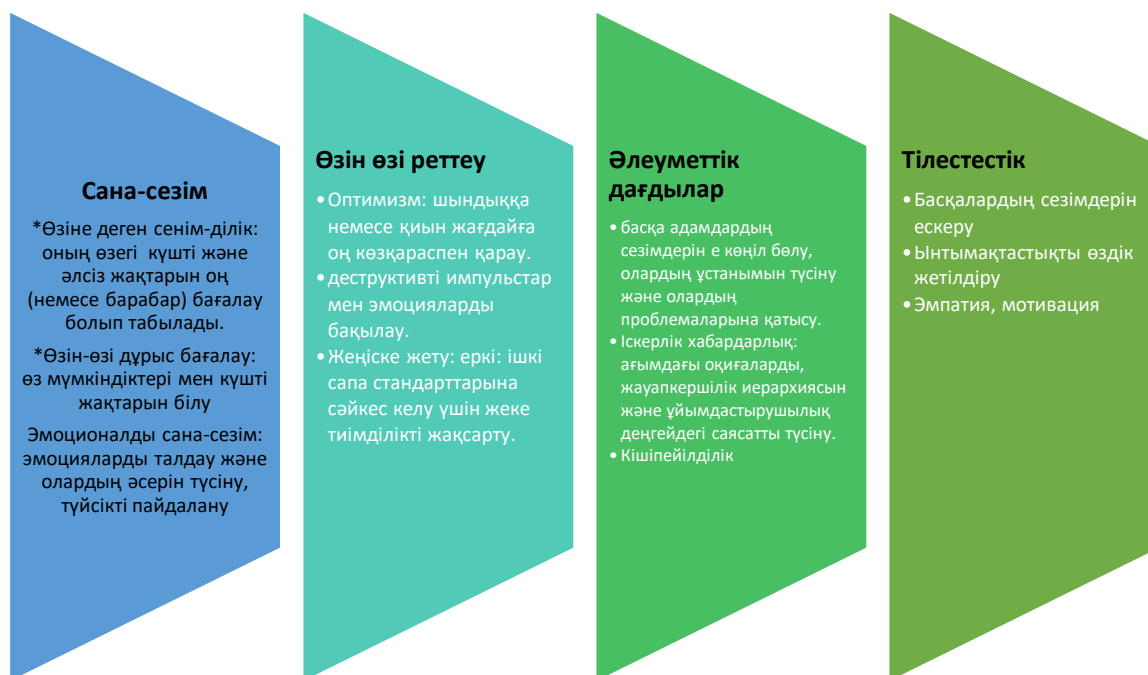 Сана-сезім
*Өзіне деген сенім-ділік:
оның өзегі күшті және
әлсіз жақтарын оң
(немесе барабар) бағалау
болып табылады.
*Өзін-өзі дұрыс бағалау:
өз мүмкіндіктері мен күшті
жақтарын білу
Эмоционалды сана-сезім:
эмоцияларды талдау және
олардың әсерін түсіну,
түйсікті пайдалану
Өзін өзі реттеу
•Оптимизм: шындыққа
немесе қиын жағдайға
оң көзқараспен қарау.
•деструктивті импульстар
мен эмоцияларды
бақылау.
•Жеңіске жету: еркі: ішкі
сапа стандарттарына
сәйкес келу үшін жеке
тиімділікті жақсарту.
Әлеуметтік
дағдылар
•басқа адамдардың
сезімдерін е көңіл бөлу,
олардың ұстанымын түсіну
және олардың
проблемаларына қатысу.
•Іскерлік хабардарлық:
ағымдағы оқиғаларды,
жауапкершілік иерархиясын
және ұйымдастырушылық
деңгейдегі саясатты түсіну.
•Кішіпейілділік
Тілестестік
•Басқалардың сезімдерін
ескеру
•Ынтымақтастықты өздік
жетілдіру
•Эмпатия, мотивация